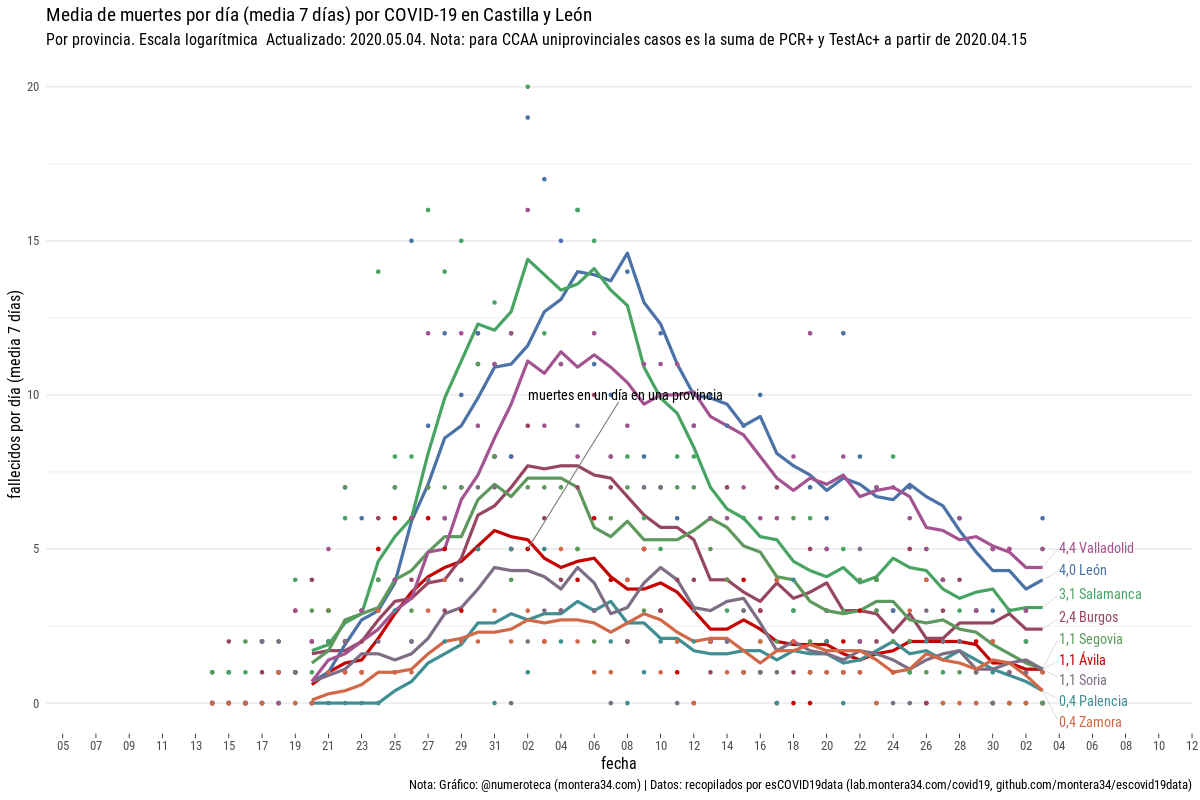 Media de muertes por día (media 7 días) por COVID-19 en Castilla y León
Por provincia. Escala logarítmica  Actualizado: 2020.05.04. Nota: para CCAA uniprovinciales casos es la suma de PCR+ y TestAc+ a partir de 2020.04.15
fallecidos por día (media 7 días)
20
15
10
5
0
muertes en un día en una provincia
4,4 Valladolid
4,0 León
3,1 Salamanca
2,4 Burgos
1,1 Segovia
1,1 Ávila
1,1 Soria
0,4 Palencia
0,4 Zamora
05 07 09 11 13 15 17 19 21 23 25 27 29 31 02 04 06 08 10 12 14 16 18 20 22 24 26 28 30 02 04 06 08 10 12
fecha
Nota: Gráfico: @numeroteca (montera34.com) | Datos: recopilados por esCOVID19data (lab.montera34.com/covid19, github.com/montera34/escovid19data)